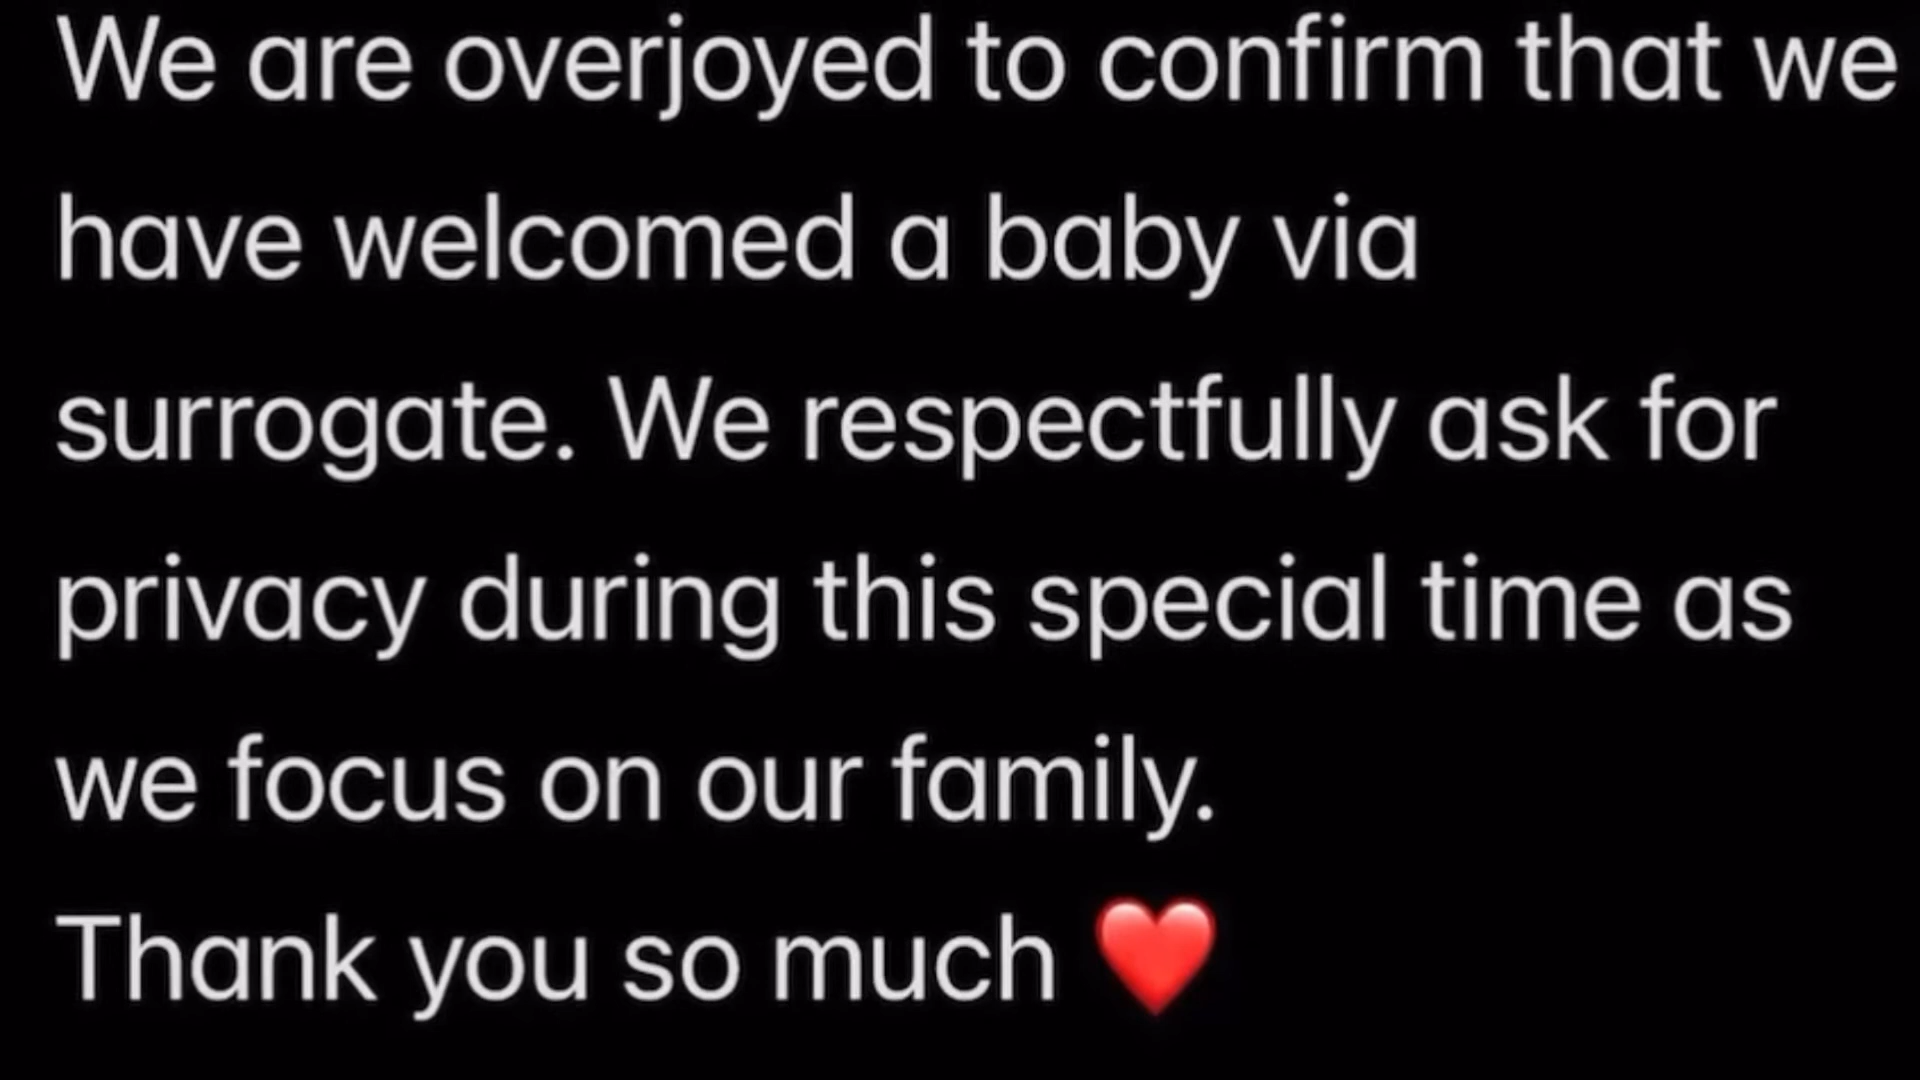 We are overjoyed to confirm that we
have welcomed a baby via
surrogate. We respectfully ask for
privacy during this special time as
we focus on our family.
Thank you so much ❤️